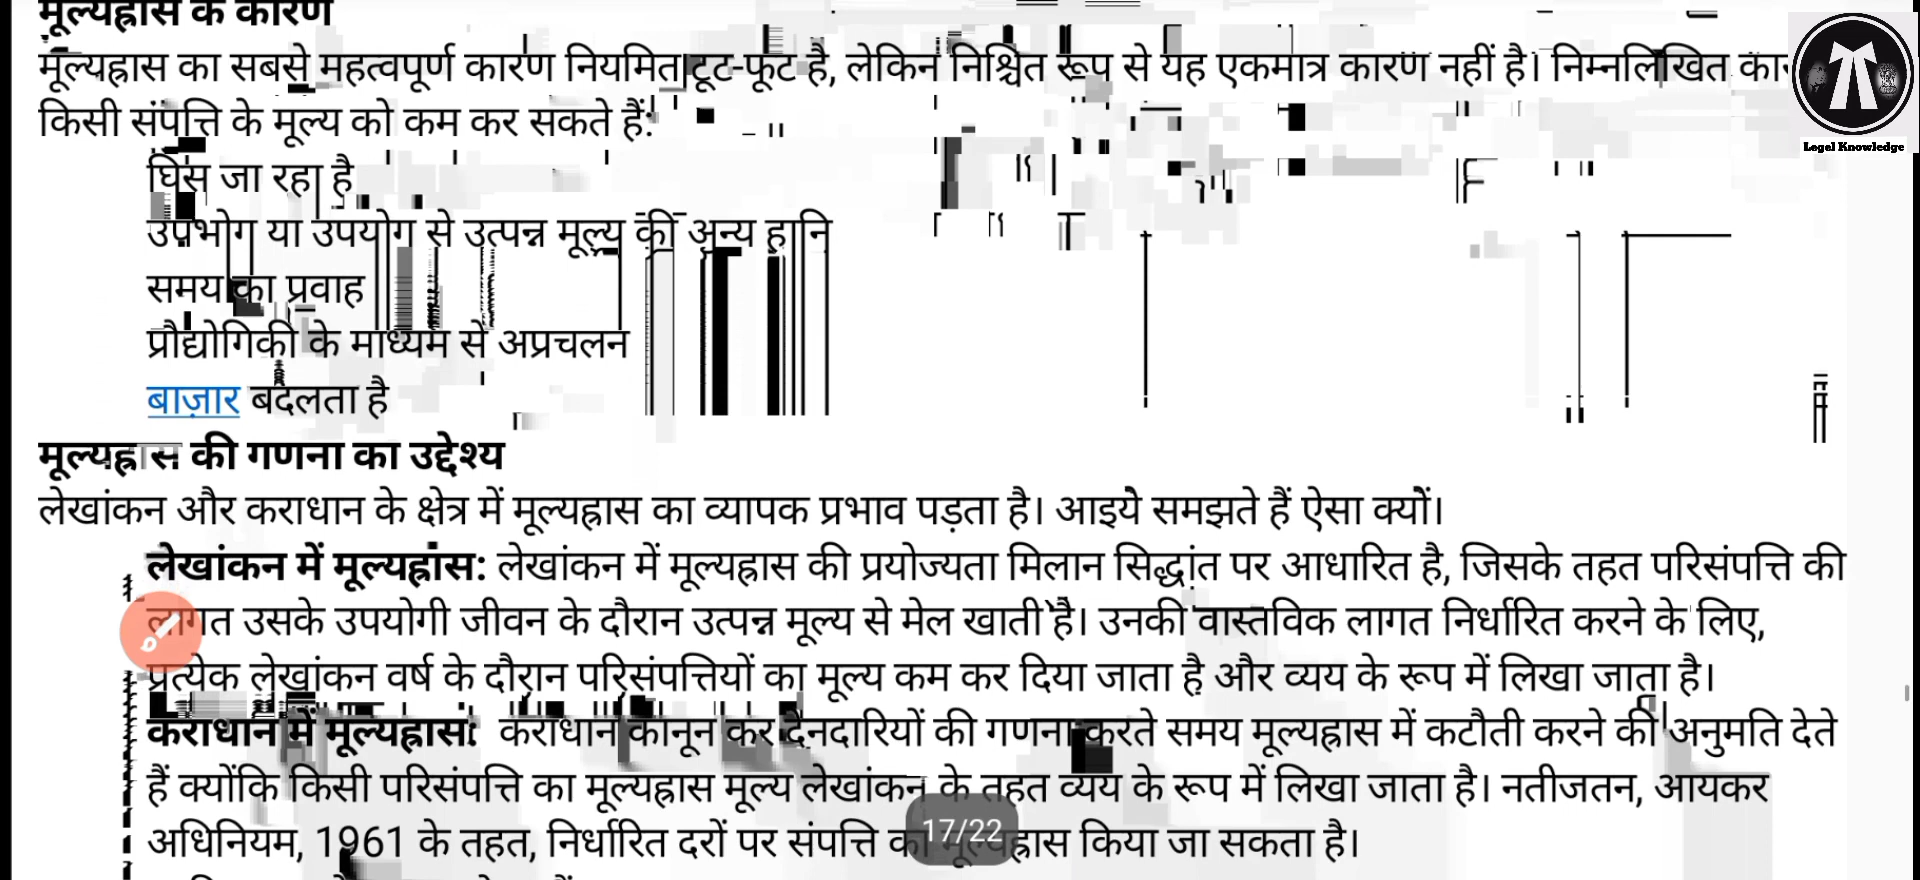 मूल्यह्रास के कारण
मूल्यह्रास का सबसे महत्वपूर्ण कारण नियमित टूट-फूट है, लेकिन निश्चित रूप से यह एकमात्र कारण नहीं है। निम्नलिखित
किसी संपत्ति के मूल्य को कम कर सकते हैं:
घिस जा रहा है
उपभोग या उपयोग से उत्पन्न मूल्य की अन्य हानि
समय का प्रवाह
प्रौद्योगिकी के माध्यम से अप्रचलन
बाज़ार बदलता है
मूल्यह्रास की गणना का उद्देश्य
लेखांकन और कराधान के क्षेत्र में मूल्यह्रास का व्यापक प्रभाव पड़ता है। आइये समझते हैं ऐसा क्यों।
लेखांकन में मूल्यह्रास: लेखांकन में मूल्यह्रास की प्रयोज्यता मिलान सिद्धांत पर आधारित है, जिसके तहत परिसंपत्ति की
लागत उसके उपयोगी जीवन के दौरान उत्पन्न मूल्य से मेल खाती है। उनकी वास्तविक लागत निर्धारित करने के लिए,
प्रत्येक लेखांकन वर्ष के दौरान परिसंपत्तियों का मूल्य कम कर दिया जाता है और व्यय के रूप में लिखा जाता है।
कराधान में मूल्यह्रास: कराधान कानून कर देनदारियों की गणना करते समय मूल्यह्रास में कटौती करने की अनुमति देते
हैं क्योंकि किसी परिसंपत्ति का मूल्यह्रास मूल्य लेखांकन के तहत व्यय के रूप में लिखा जाता है। नतीजतन, आयकर
अधिनियम, 1961 के तहत, निर्धारित दरों पर संपत्ति का मूल्यह्रास किया जा सकता है।
17/22
Legal Knowledge